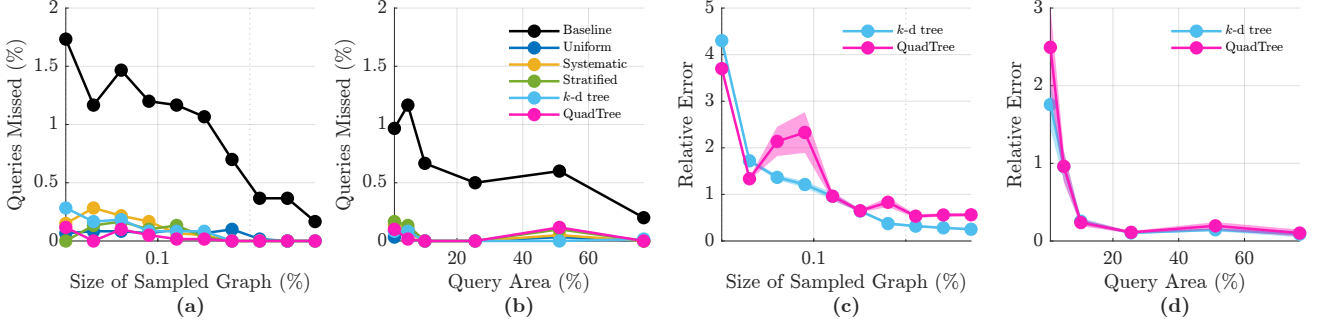 2
1.5
1
0.5
0
0.1
Queries Missed (%)
Size of Sampled Graph (%)
(a)
2
1.5
1
0.5
0
20
40
60
Queries Missed (%)
Query Area (%)
Baseline
Uniform
Systematic
Stratified
k-d tree
QuadTree
(b)
5
4
3
2
1
0
0.1
Relative Error
Size of Sampled Graph (%)
k-d tree
QuadTree
(c)
3
2
1
0
20
40
60
Relative Error
Query Area (%)
k-d tree
QuadTree
(d)